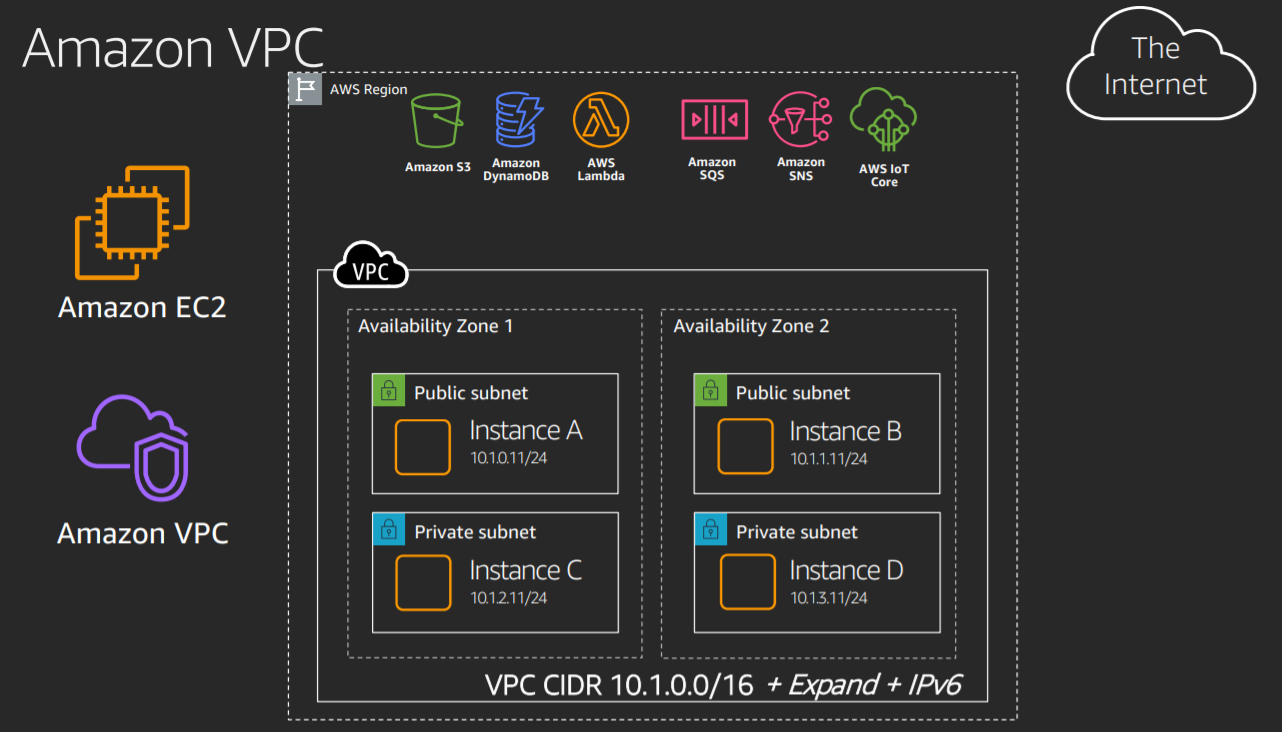 Amazon VPC
The
Internet
AWS Region
Amazon S3
Amazon
DynamoDB
AWS
Lambda
Amazon
SQS
Amazon
SNS
AWS IoT
Core
Amazon EC2
Amazon VPC
VPC
Availability Zone 1
Public subnet
Instance A
10.1.0.11/24
Private subnet
Instance C
10.1.2.11/24
Availability Zone 2
Public subnet
Instance B
10.1.1.11/24
Private subnet
Instance D
10.1.3.11/24
VPC CIDR 10.1.0.0/16 + Expand + IPv6